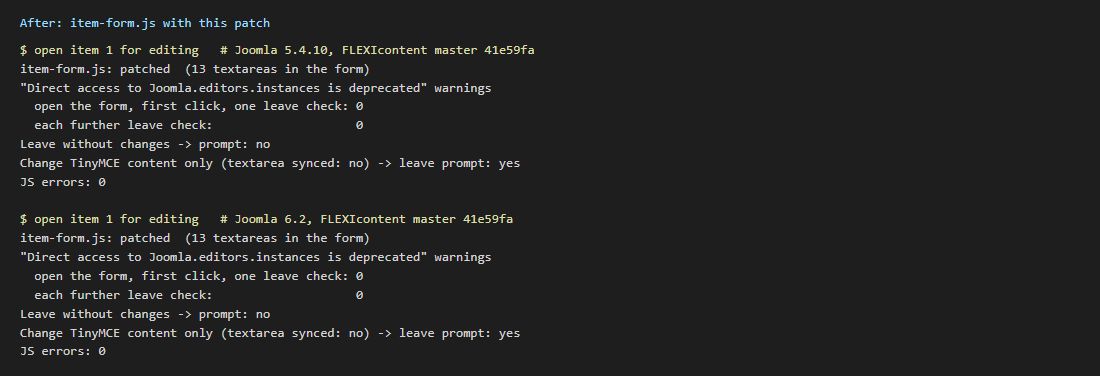 After: item-form.js with this patch
$ open item 1 for editing   # Joomla 5.4.10, FLEXIcontent master 41e59fa
item-form.js: patched  (13 textareas in the form)
"Direct access to Joomla.editors.instances is deprecated" warnings
  open the form, first click, one leave check: 0
  each further leave check:                    0
Leave without changes -> prompt: no
Change TinyMCE content only (textarea synced: no) -> leave prompt: yes
JS errors: 0
$ open item 1 for editing   # Joomla 6.2, FLEXIcontent master 41e59fa
item-form.js: patched  (13 textareas in the form)
"Direct access to Joomla.editors.instances is deprecated" warnings
  open the form, first click, one leave check: 0
  each further leave check:                    0
Leave without changes -> prompt: no
Change TinyMCE content only (textarea synced: no) -> leave prompt: yes
JS errors: 0